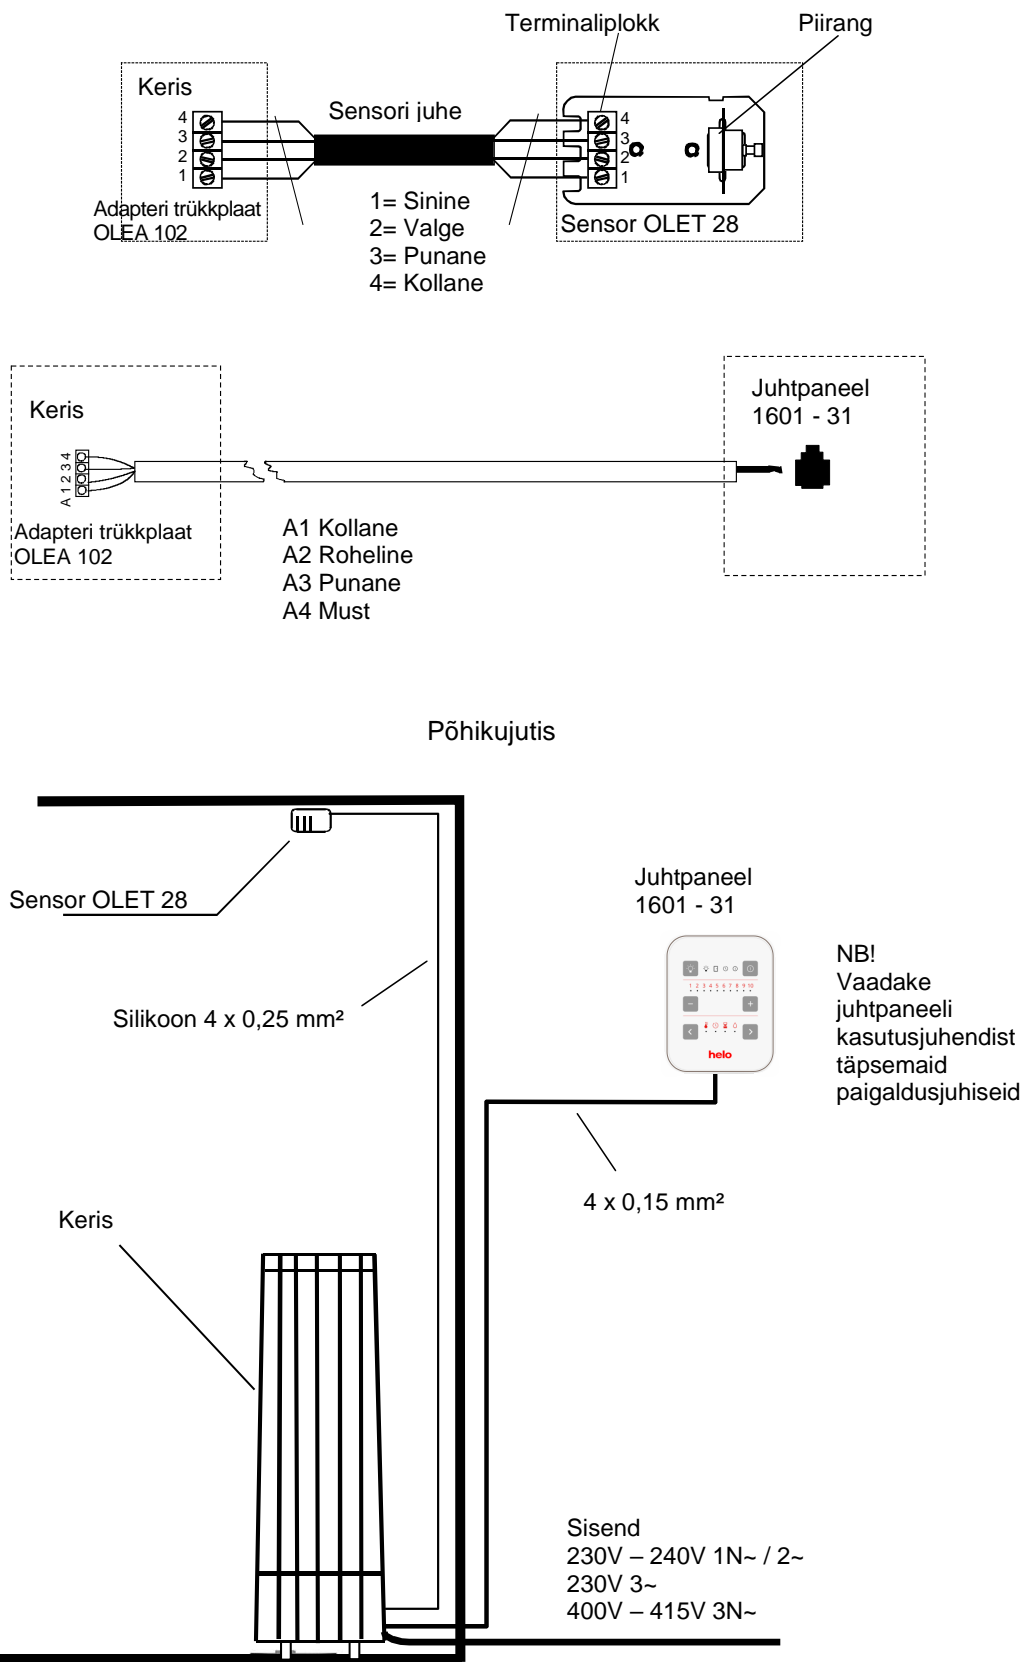 Terminaliplokk
Piirang
Keris
Sensori juhe
4
3
2
1
4
3
2
1
Adapteri trükkplaat
OLEA 102
1= Sinine
2= Valge
3= Punane
4= Kollane
Sensor OLET 28
Keris
A 1 2 3 4
Adapteri trükkplaat
OLEA 102
Juhtpaneel
1601 - 31
A1 Kollane
A2 Roheline
A3 Punane
A4 Must
Põhikujutis
Sensor OLET 28
Silikoon 4 x 0,25 mm²
Juhtpaneel
1601 - 31
1 2 3 4 5 6 7 8 9 10
helo
NB!
Vaadake
juhtpaneeli
kasutusjuhendist
täpsemaid
paigaldusjuhiseid
4 x 0,15 mm²
Keris
Sisend
230V – 240V 1N~ / 2~
230V 3~
400V – 415V 3N~